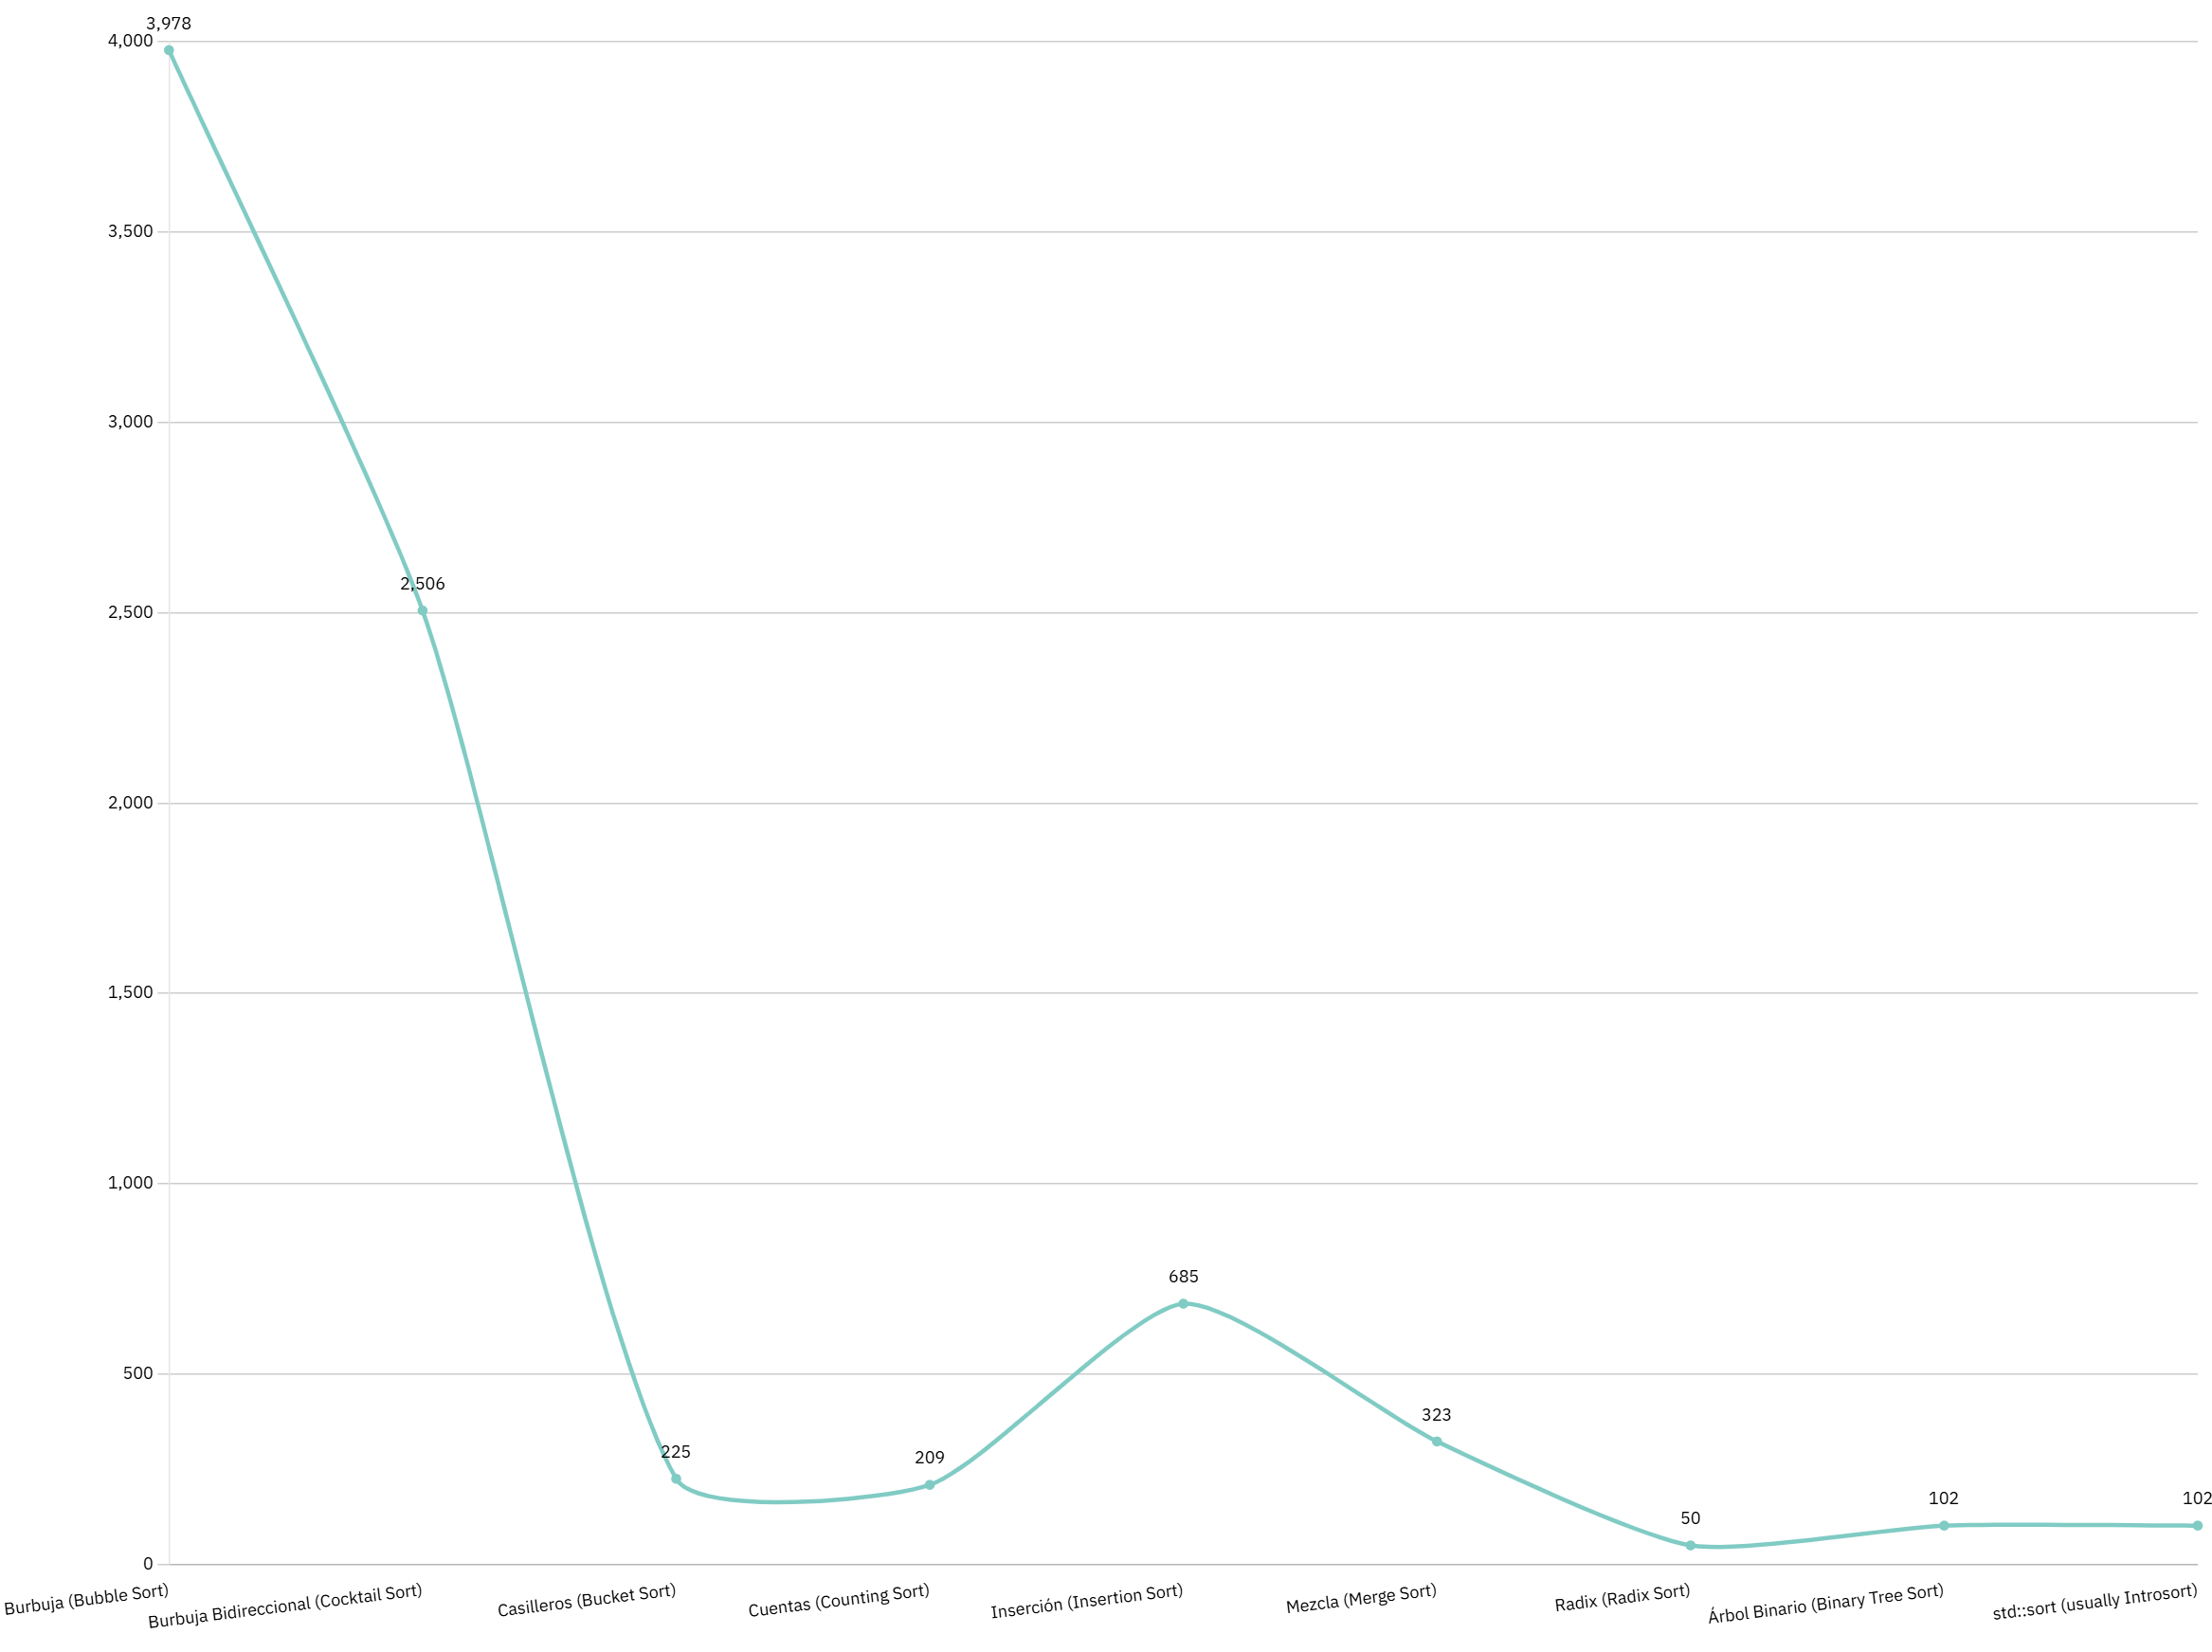 3,978
4,000
3,500
3,000
2,506
2,500
2,000
1,500
1,000
685
500
323
225
209
102
102
50
0
Burbuja (Bubble Sort)
Burbuja Bidireccional (Cocktail Sort)
Casilleros (Bucket Sort)
Cuentas (Counting Sort)
Inserción (Insertion Sort)
Mezcla (Merge Sort)
Radix (Radix Sort)
Árbol Binario (Binary Tree Sort)
std::sort (usually Introsort)